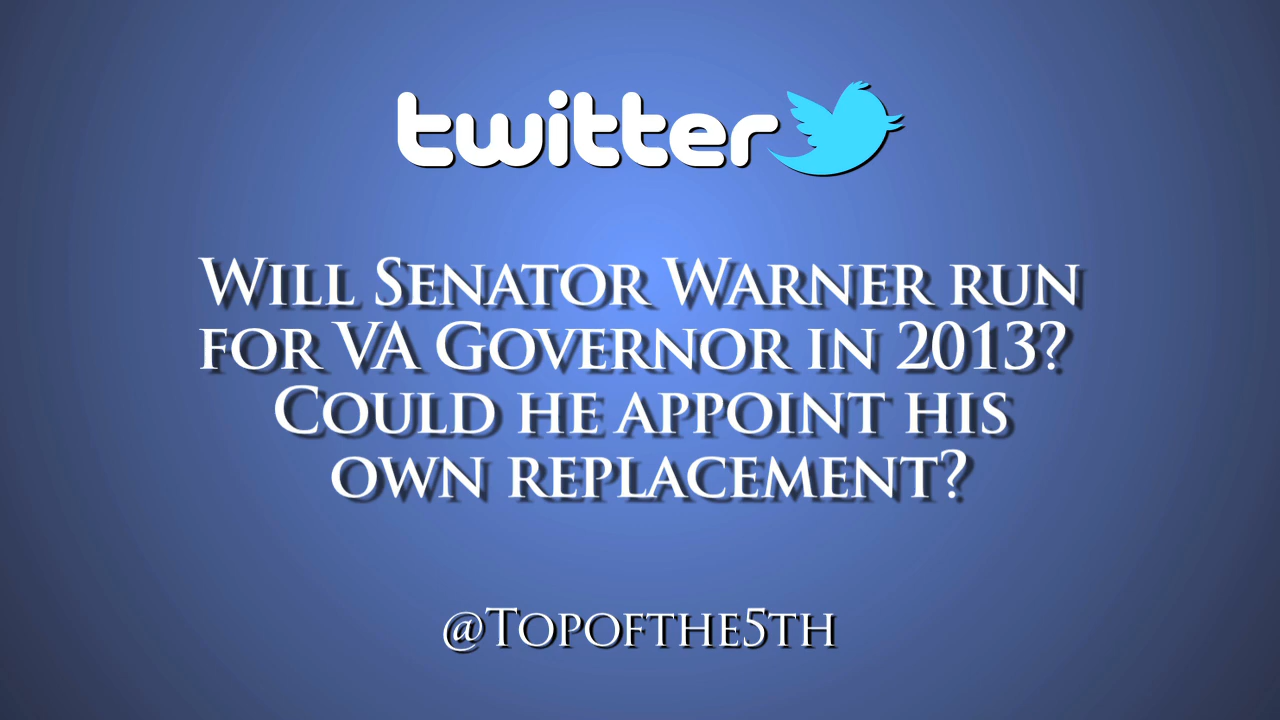 twitter
Will Senator Warner run
for VA Governor in 2013?
Could he appoint his
own replacement?
@Topofthe5th